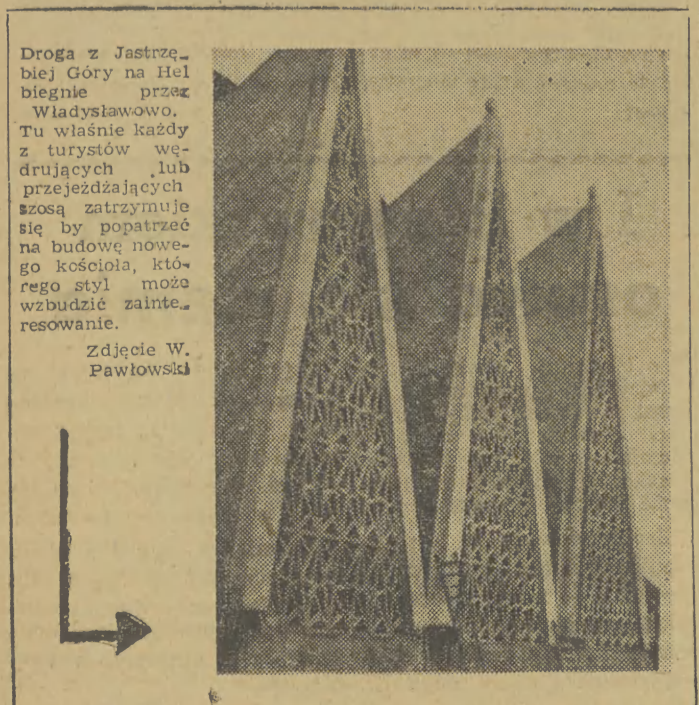 Droga z Jastrzę-
biej Góry na Hel
biegnie przez
Władysławowo.
Tu właśnie każdy
z turystów wę-
drujących lub
przejeżdżających
szosą zatrzymuje
się by popatrzeć
na budowę nowe-
go kościoła, któ-
rego styl może
wzbudzić zainte-
resowanie.
Zdjęcie W.
Pawłowski